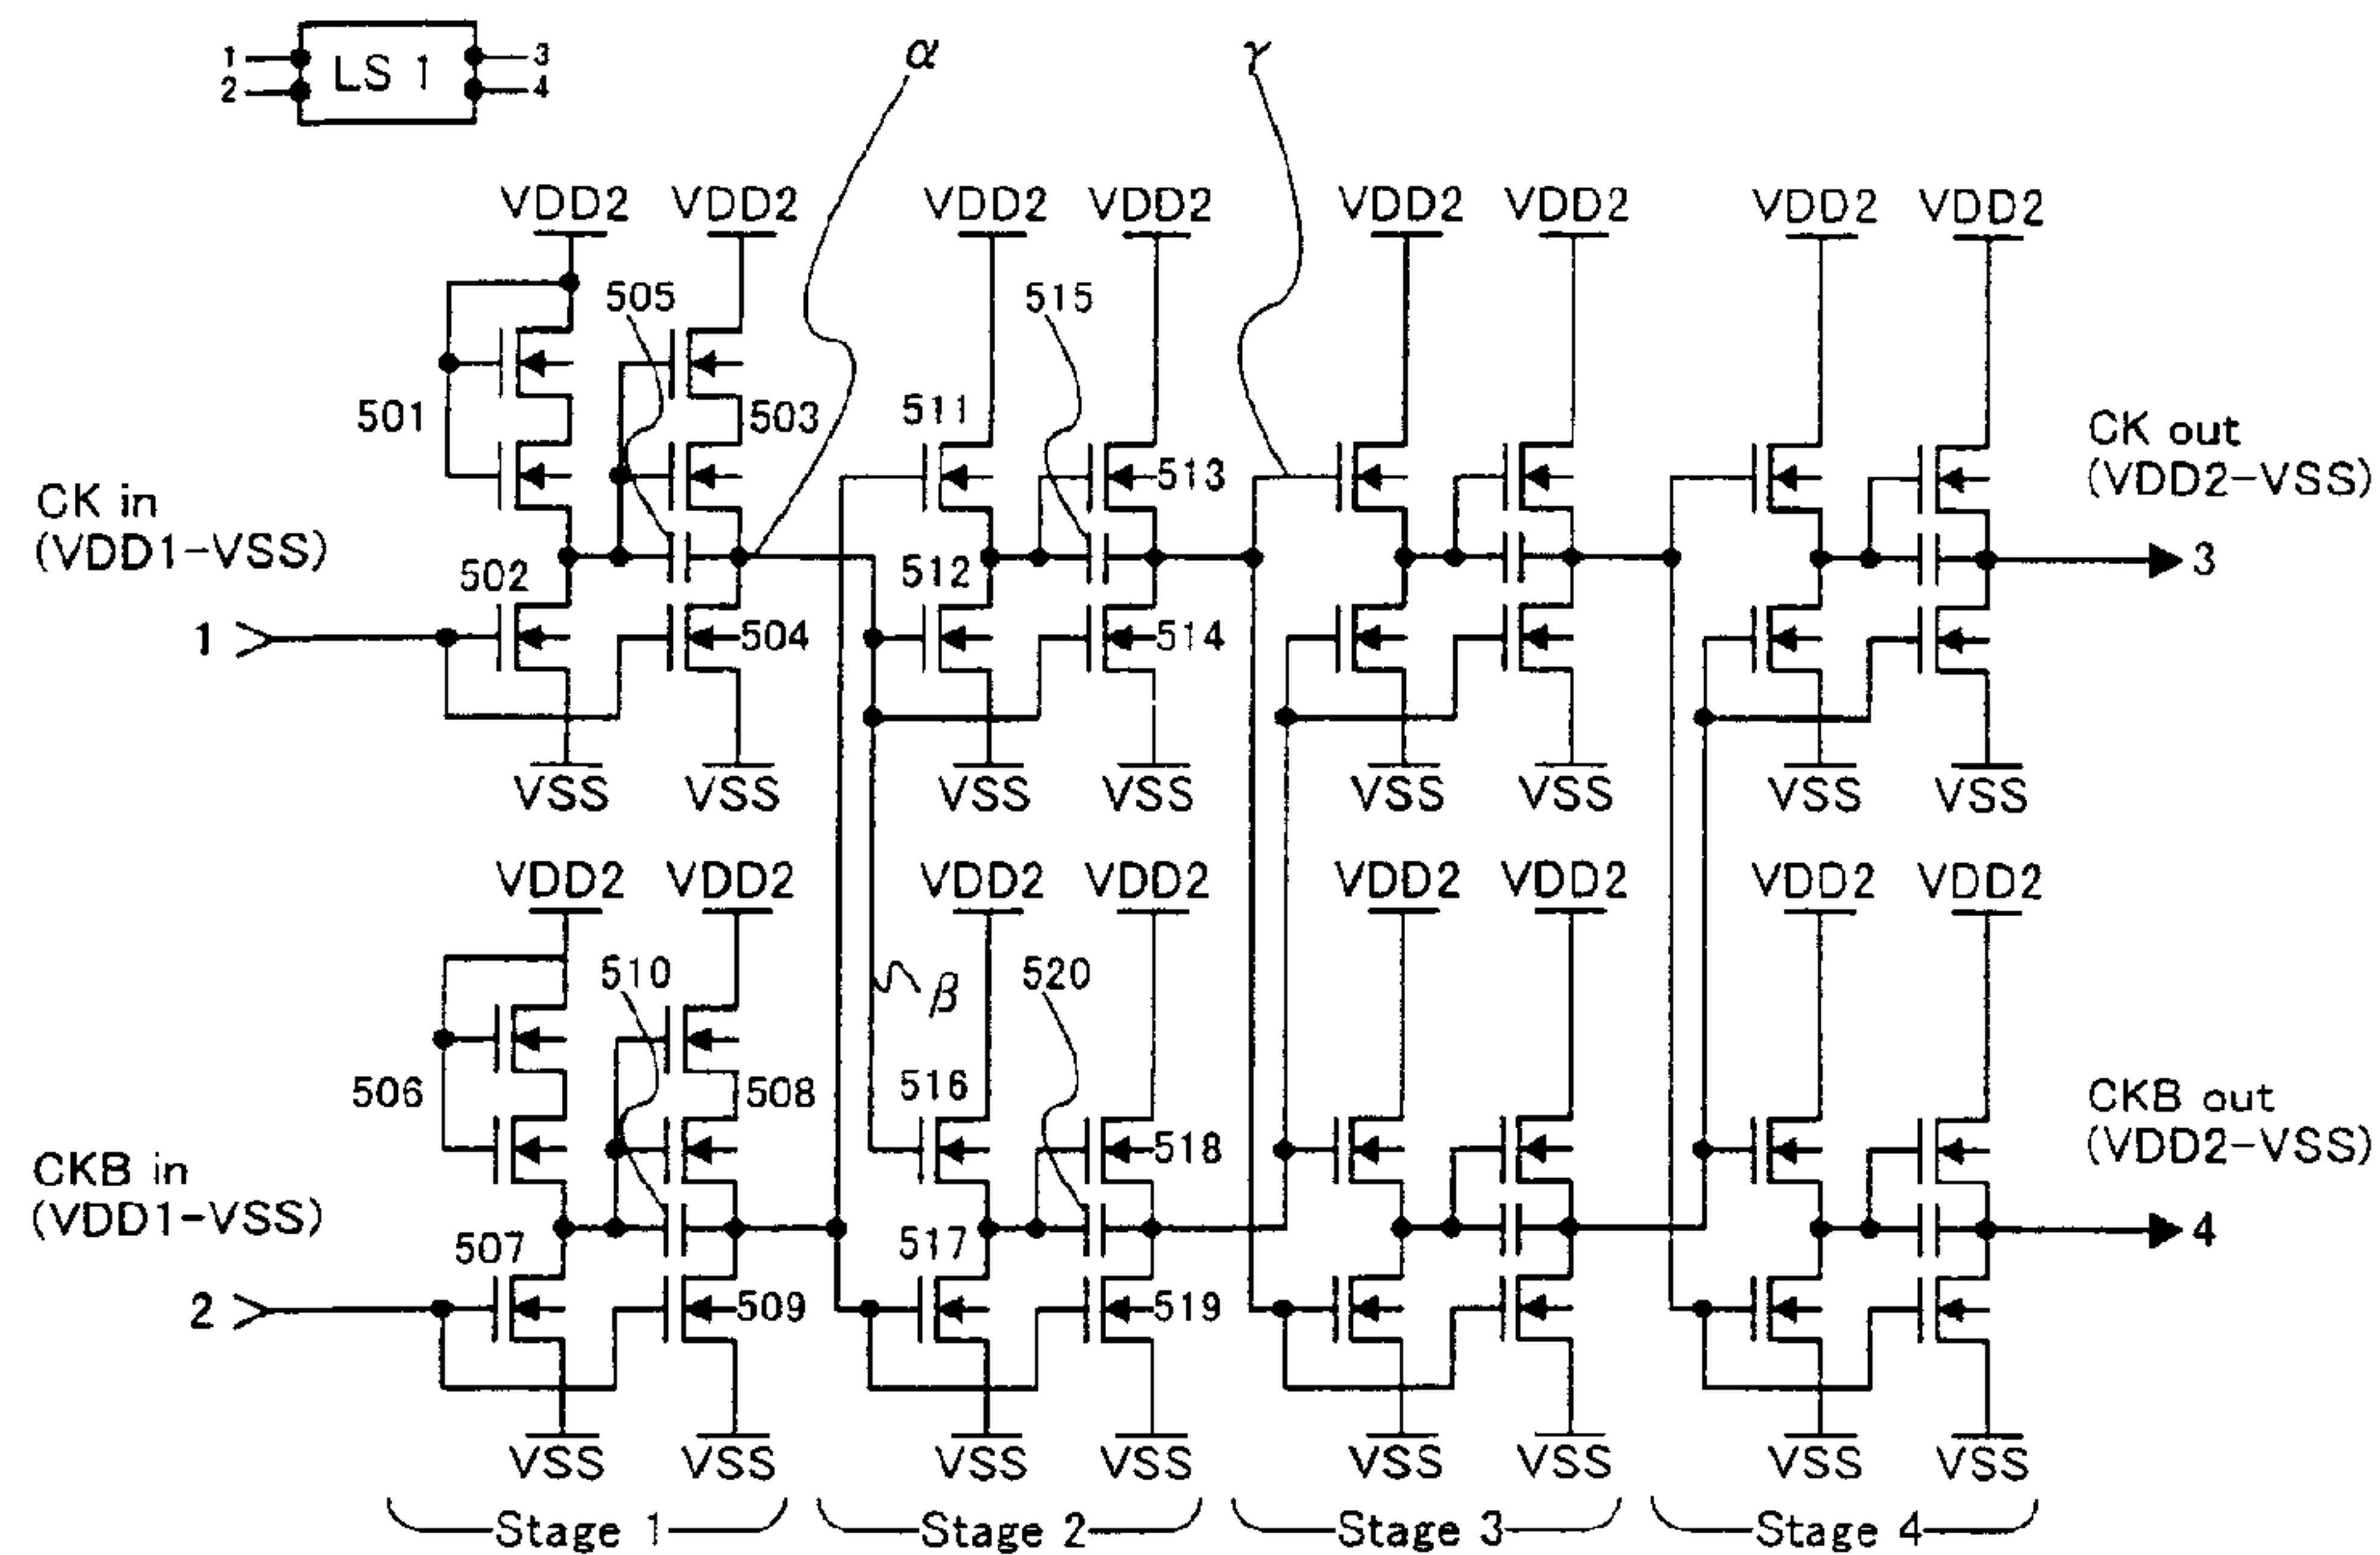 1 LS 1 3
2 4
α γ
VDD2 VDD2 VDD2 VDD2 VDD2 VDD2 VDD2 VDD2
505 515
501 503 511
CK in
(VDD1-VSS)
513
CK out
(VDD2-VSS)
502 512 3
1 504 514
VSS VSS VSS VSS VSS VSS VSS VSS
VDD2 VDD2 VDD2 VDD2 VDD2 VDD2 VDD2 VDD2
510 β 520
506 508 516
CKB in
(VDD1-VSS)
518
CKB out
(VDD2-VSS)
507 517 4
2 509 519
VSS VSS VSS VSS VSS VSS VSS VSS
Stage 1 Stage 2 Stage 3 Stage 4